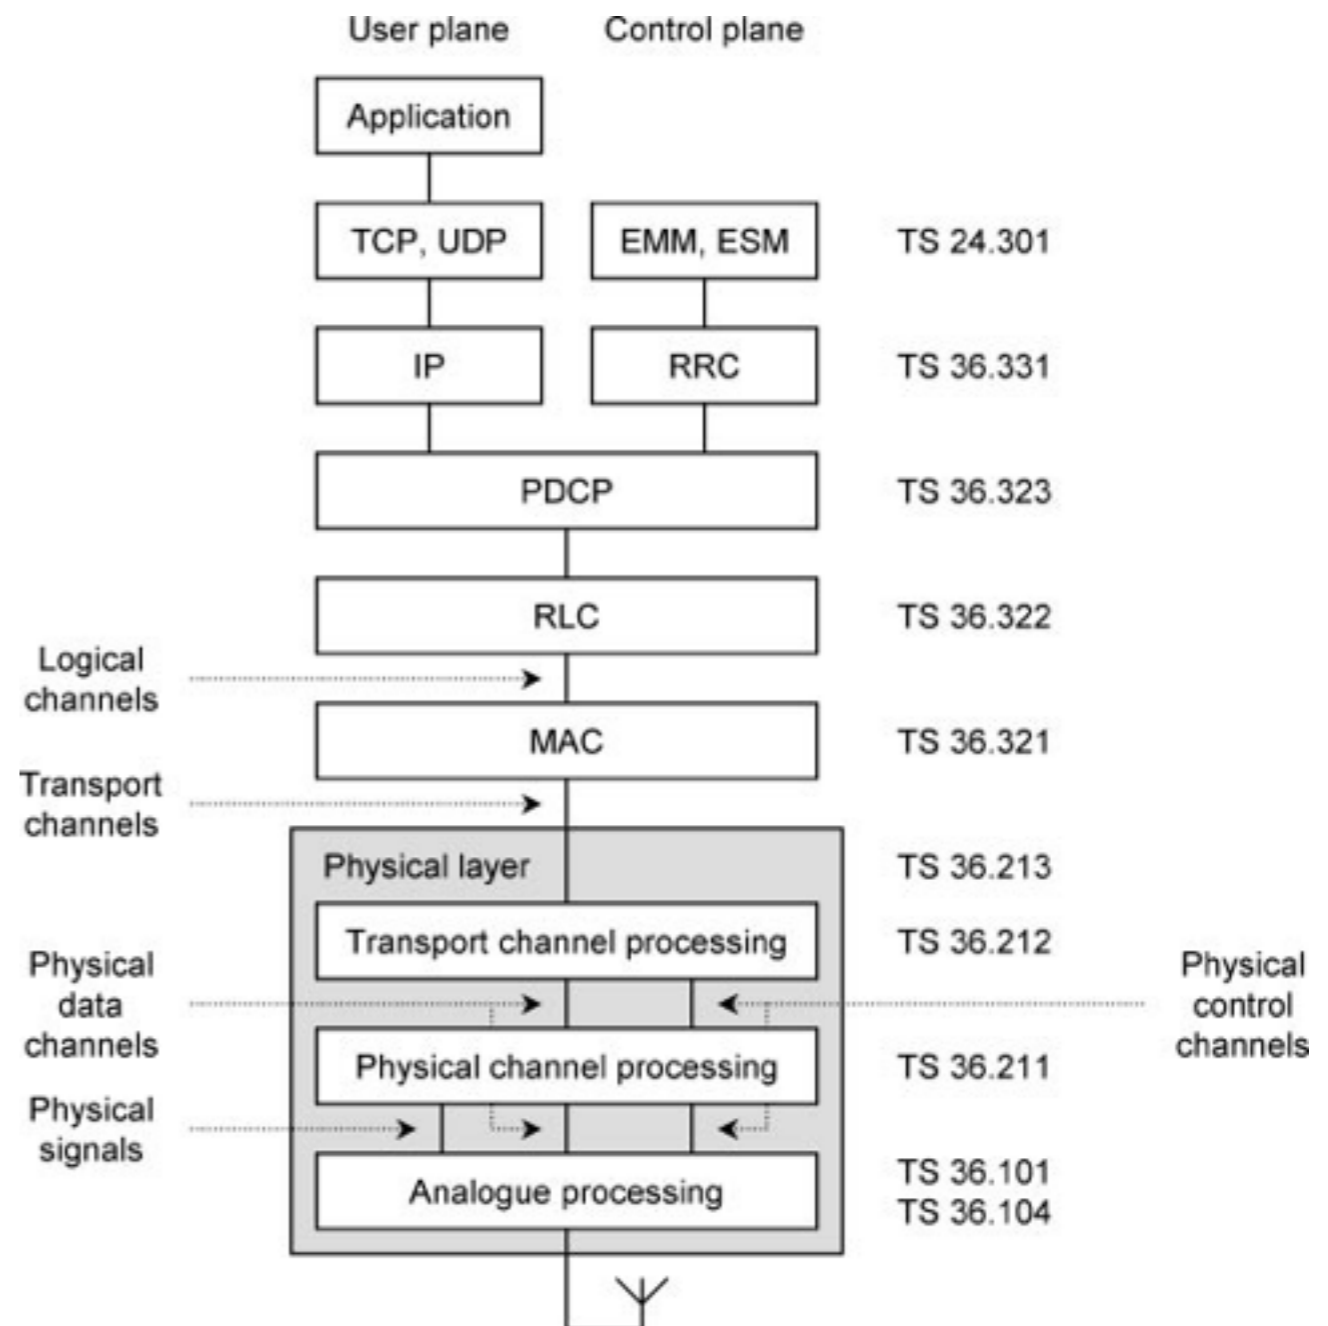 User plane
Control plane
Application
TCP, UDP
EMM, ESM
TS 24.301
IP
RRC
TS 36.331
PDCP
TS 36.323
RLC
TS 36.322
Logical
channels
MAC
TS 36.321
Transport
channels
Physical layer
TS 36.213
Transport channel processing
TS 36.212
Physical
data
channels
Physical
control
channels
Physical channel processing
TS 36.211
Physical
signals
Analogue processing
TS 36.101
TS 36.104